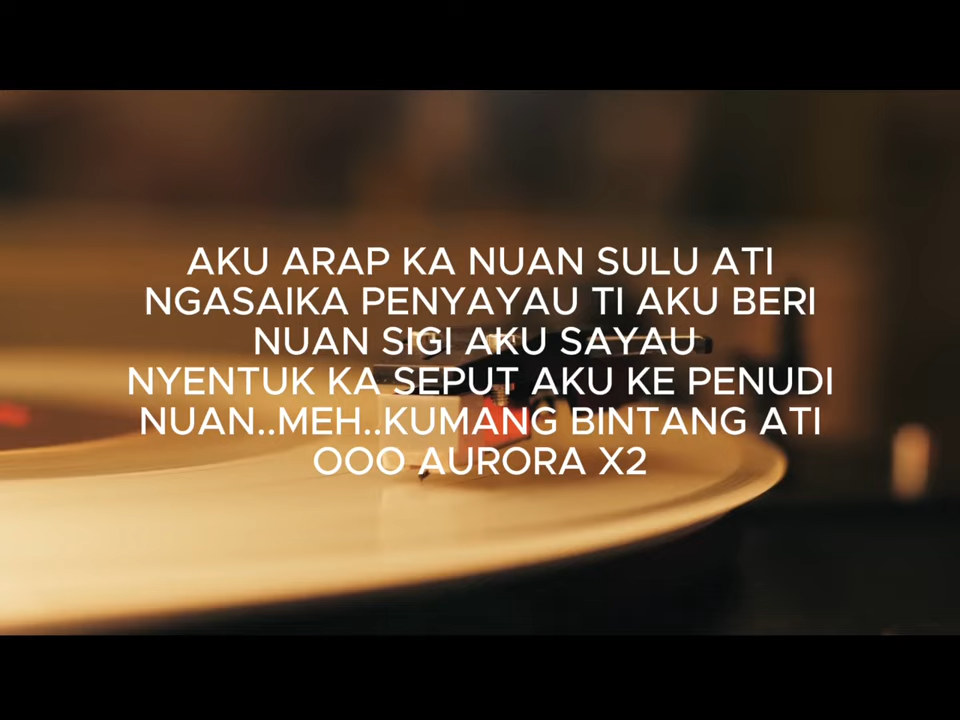 AKU ARAP KA NUAN SULU ATI
NGASAIKA PENYAYAU TI AKU BERI
NUAN SIGI AKU SAYAU
NYENTUK KA SEPUT AKU KE PENUDI
NUAN..MEH..KUMANG BINTANG ATI
OOO AURORA X2